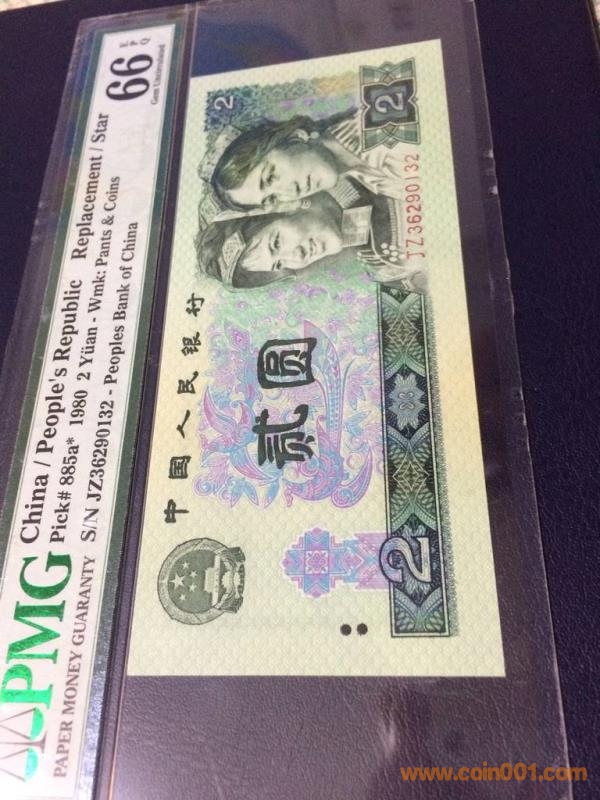 China / People's Republic Replacement / Star
Pick# 885a* 1980 2 Yüan - Wmk: Pants & Coins
S/N JZ36290132 - Peoples Bank of China
66 EPQ
Gem Uncirculated
PMG
PAPER MONEY GUARANTY
中国人民银行
贰圆
2
2
2
JZ36290132
www.coin001.com